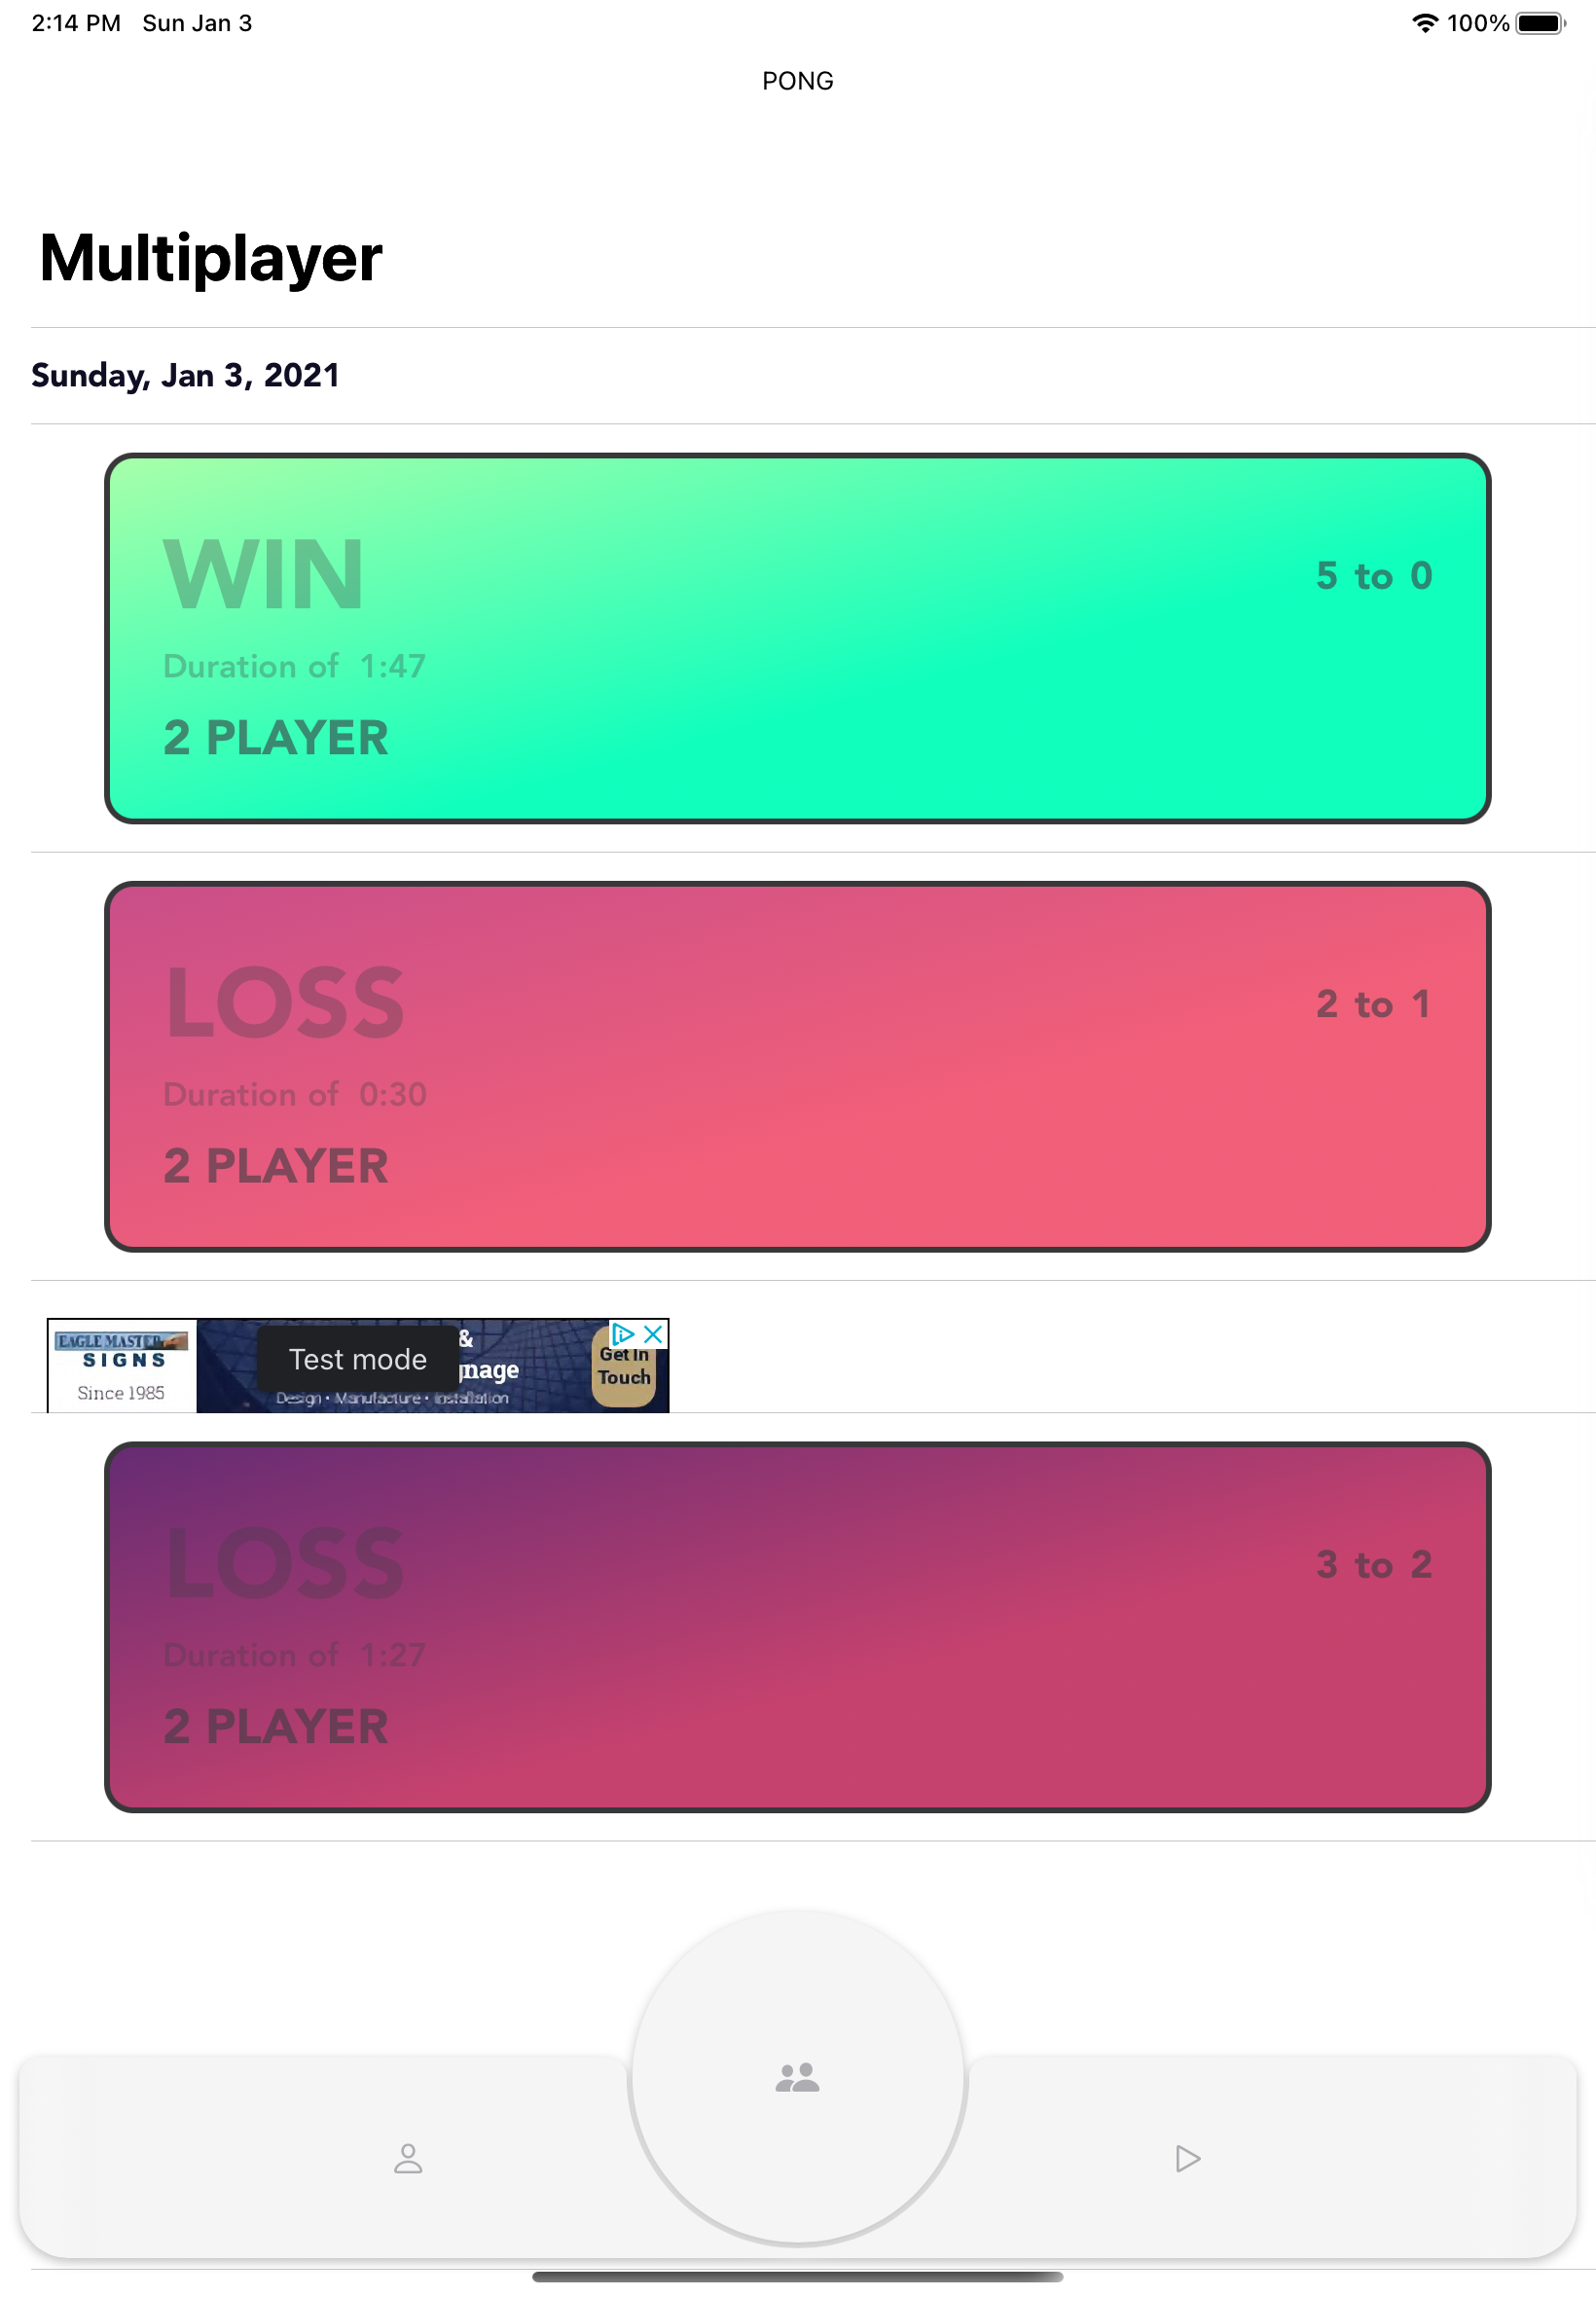 2:14 PM Sun Jan 3
100%
PONG
Multiplayer
Sunday, Jan 3, 2021
WIN
5 to 0
Duration of 1:47
2 PLAYER
LOSS
2 to 1
Duration of 0:30
2 PLAYER
EAGLE MASTER
SIGNS
Since 1985
Test mode
&
Design • Manufacture • Installation
Get In
Touch
LOSS
3 to 2
Duration of 1:27
2 PLAYER